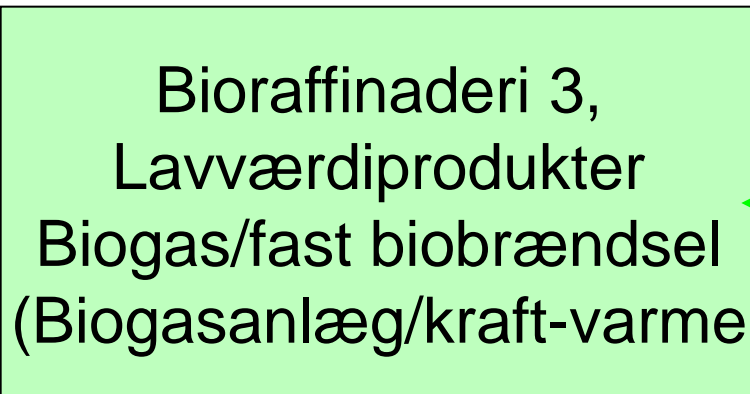 Bioraffinaderi 3,
Lavværdiprodukter
Biogas/fast biobrændsel
(Biogasanlæg/kraft-varme